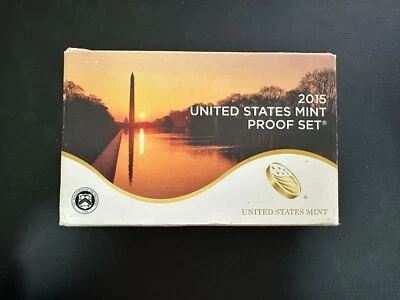 2015
UNITED STATES MINT
PROOF SET®
UNITED STATES MINT